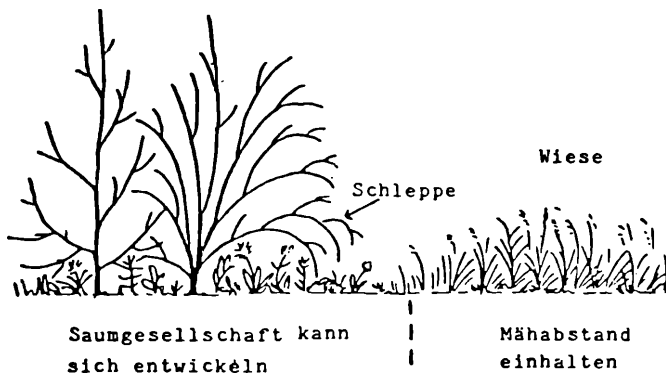 Wiese
Schleppe
Saumgesellschaft kann
sich entwickeln
Mähabstand
einhalten